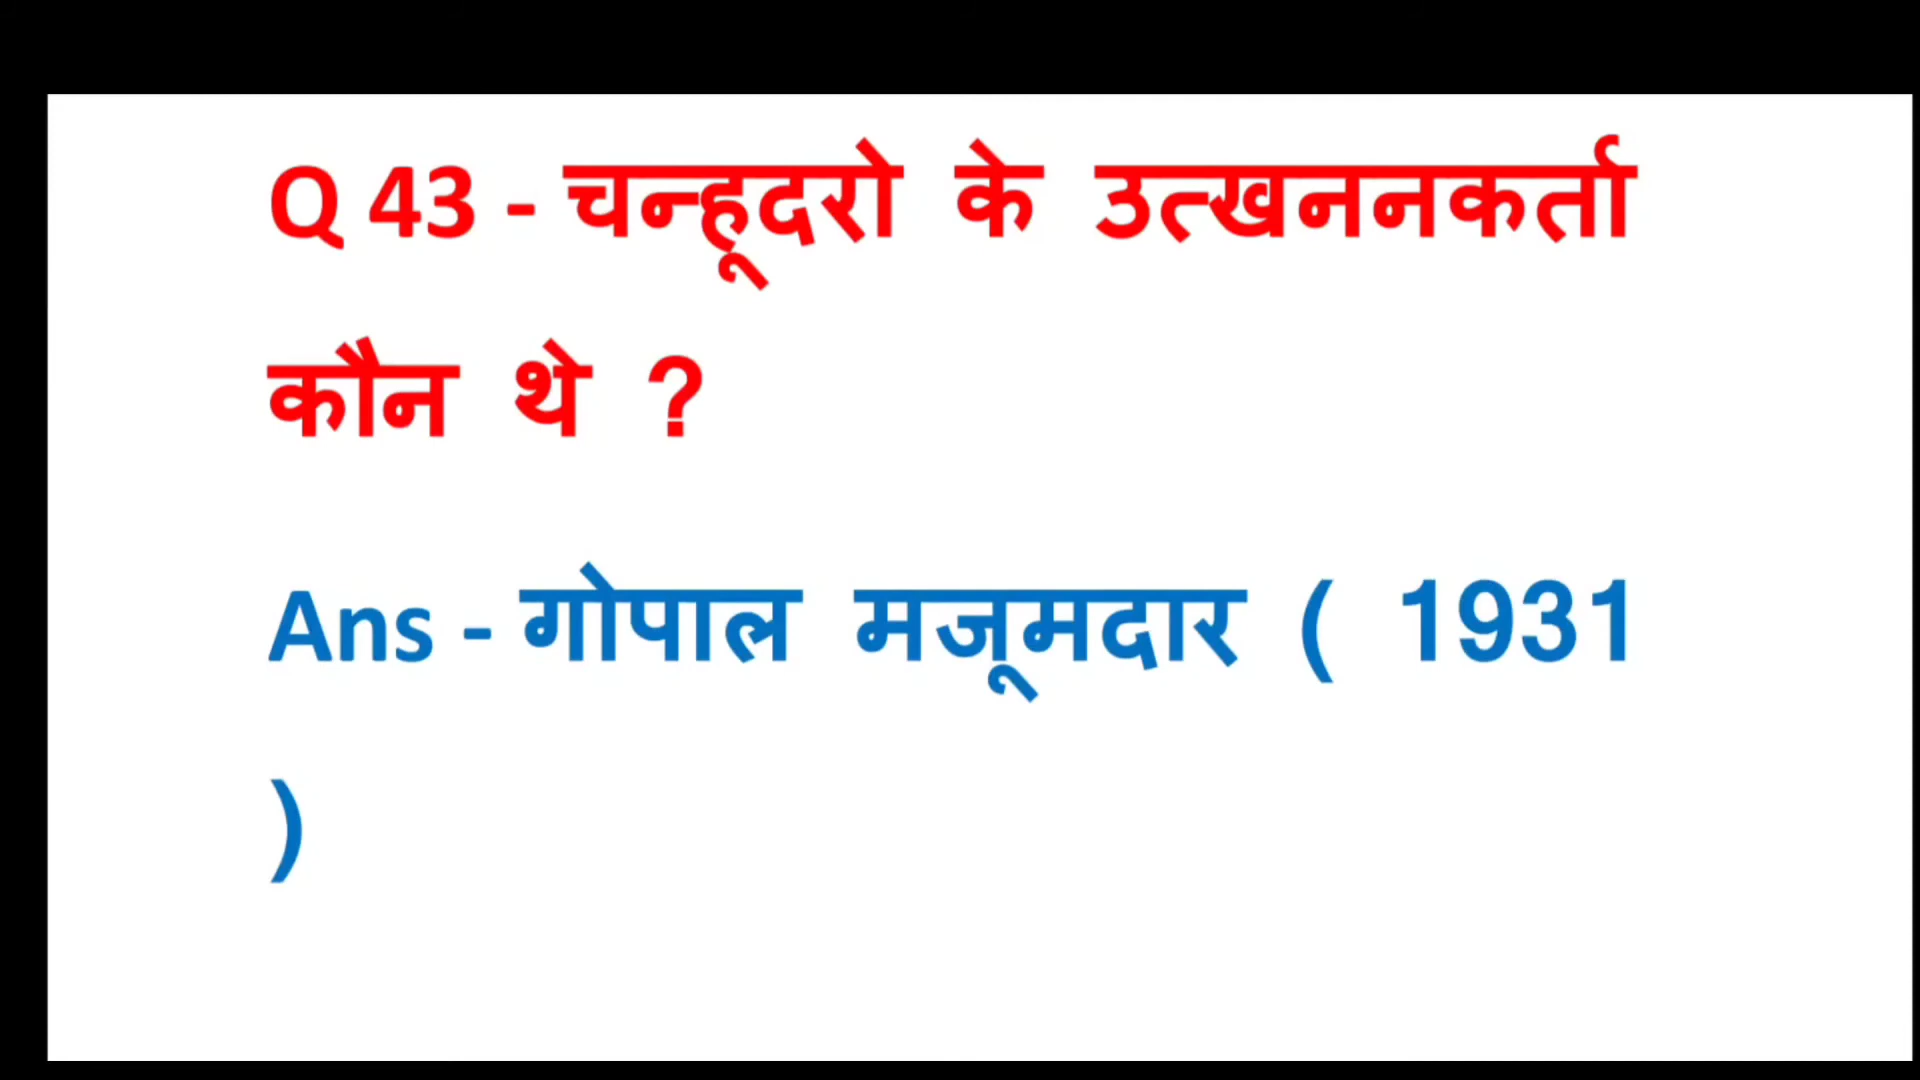 Q 43 - चन्हूदरो के उत्खननकर्ता
कौन थे ?
Ans - गोपाल मजूमदार ( 1931
)